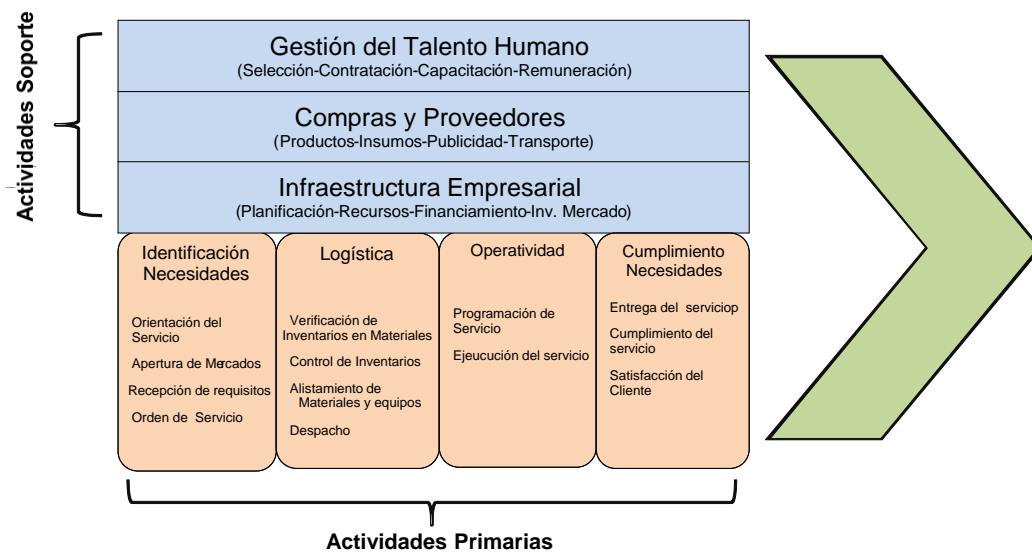 Actividades Soporte
Gestión del Talento Humano
(Selección-Contratación-Capacitación-Remuneración)
Compras y Proveedores
(Productos-Insumos-Publicidad-Transporte)
Infraestructura Empresarial
(Planificación-Recursos-Financiamiento-Inv. Mercado)
Identificación
Necesidades
Orientación del
Servicio
Apertura de Mercados
Recepción de requisitos
Orden de Servicio
Logística
Verificación de
Inventarios en Materiales
Control de Inventarios
Alistamiento de
Materiales y equipos
Despacho
Operatividad
Programación de
Servicio
Ejeucución del servicio
Cumplimiento
Necesidades
Entrega del serviciop
Cumplimiento del
servicio
Satisfacción del
Cliente
Actividades Primarias